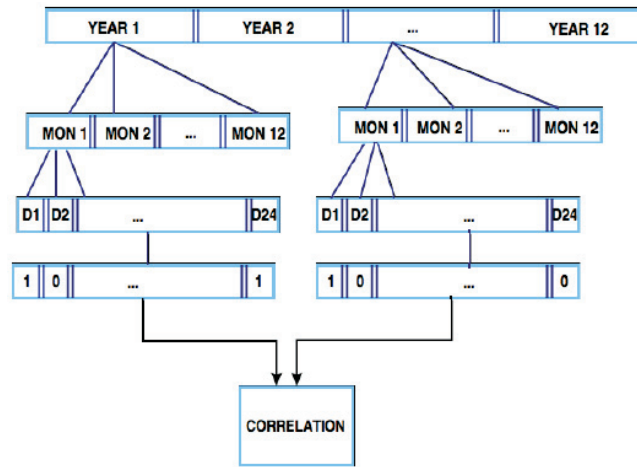 YEAR 1 YEAR 2 ... YEAR 12
MON 1 MON 2 ... MON 12
MON 1 MON 2 ... MON 12
D1 D2 ... D24
D1 D2 ... D24
1 0 ... 1
1 0 ... 0
CORRELATION